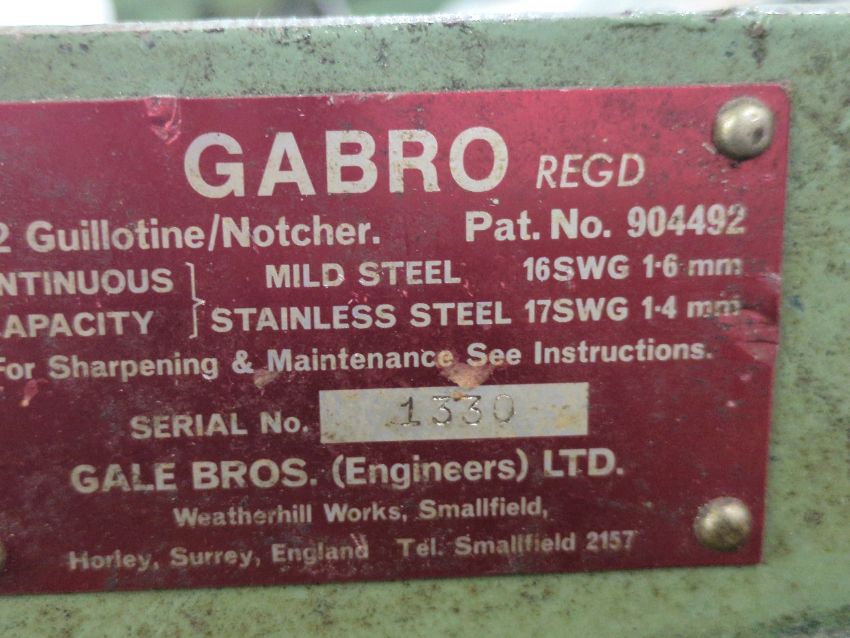 GABRO REGD
2 Guillotine/Notcher. Pat. No. 904492
NTINUOUS MILD STEEL 16SWG 1·6 mm
APACITY STAINLESS STEEL 17SWG 1·4 mm
For Sharpening & Maintenance See Instructions.
SERIAL No. 1330
GALE BROS. (Engineers) LTD.
Weatherhill Works, Smallfield,
Horley, Surrey, England Tel. Smallfield 2157